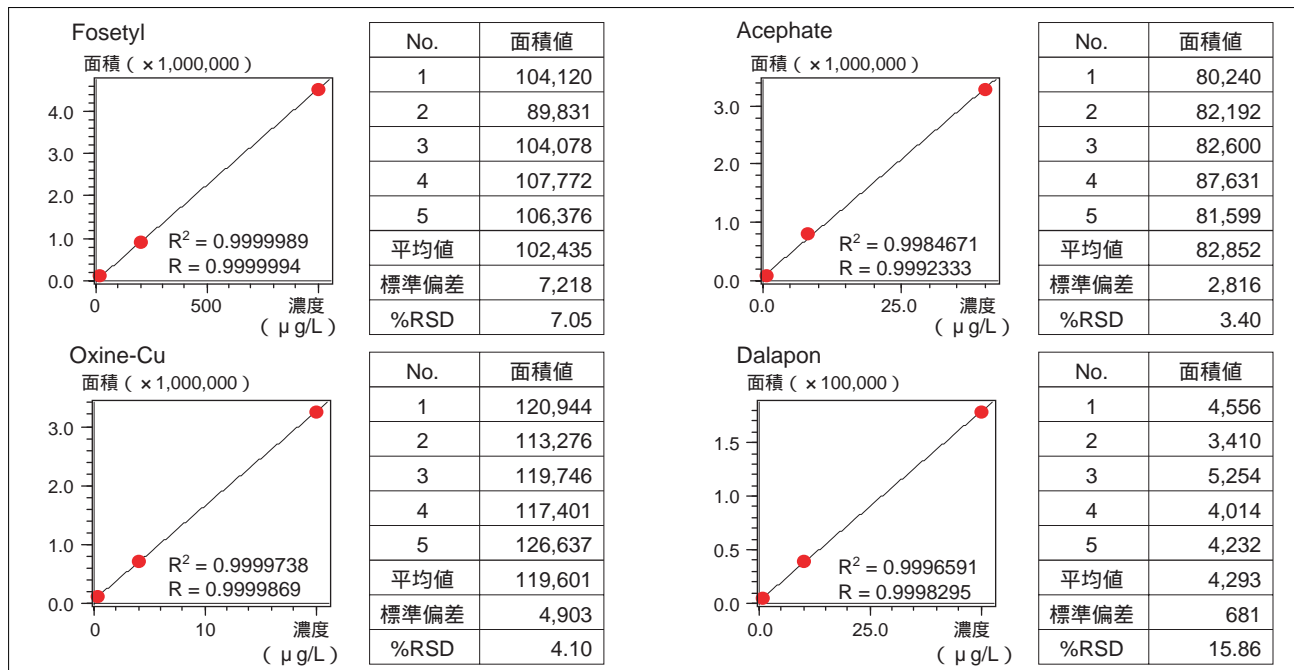 Fosetyl
面積 ( × 1,000,000 )
4.0
3.0
2.0
1.0
0.0
R² = 0.9999989
R = 0.9999994
0 500 濃度
( μ g/L )
No. 面積値
1 104,120
2 89,831
3 104,078
4 107,772
5 106,376
平均値 102,435
標準偏差 7,218
%RSD 7.05
Acephate
面積 ( × 1,000,000 )
3.0
2.0
1.0
0.0
R² = 0.9984671
R = 0.9992333
0.0 25.0 濃度
( μ g/L )
No. 面積値
1 80,240
2 82,192
3 82,600
4 87,631
5 81,599
平均値 82,852
標準偏差 2,816
%RSD 3.40
Oxine-Cu
面積 ( × 1,000,000 )
3.0
2.0
1.0
0.0
R² = 0.9999738
R = 0.9999869
0 10 濃度
( μ g/L )
No. 面積値
1 120,944
2 113,276
3 119,746
4 117,401
5 126,637
平均値 119,601
標準偏差 4,903
%RSD 4.10
Dalapon
面積 ( × 100,000 )
1.5
1.0
0.5
0.0
R² = 0.9996591
R = 0.9998295
0.0 25.0 濃度
( μ g/L )
No. 面積値
1 4,556
2 3,410
3 5,254
4 4,014
5 4,232
平均値 4,293
標準偏差 681
%RSD 15.86